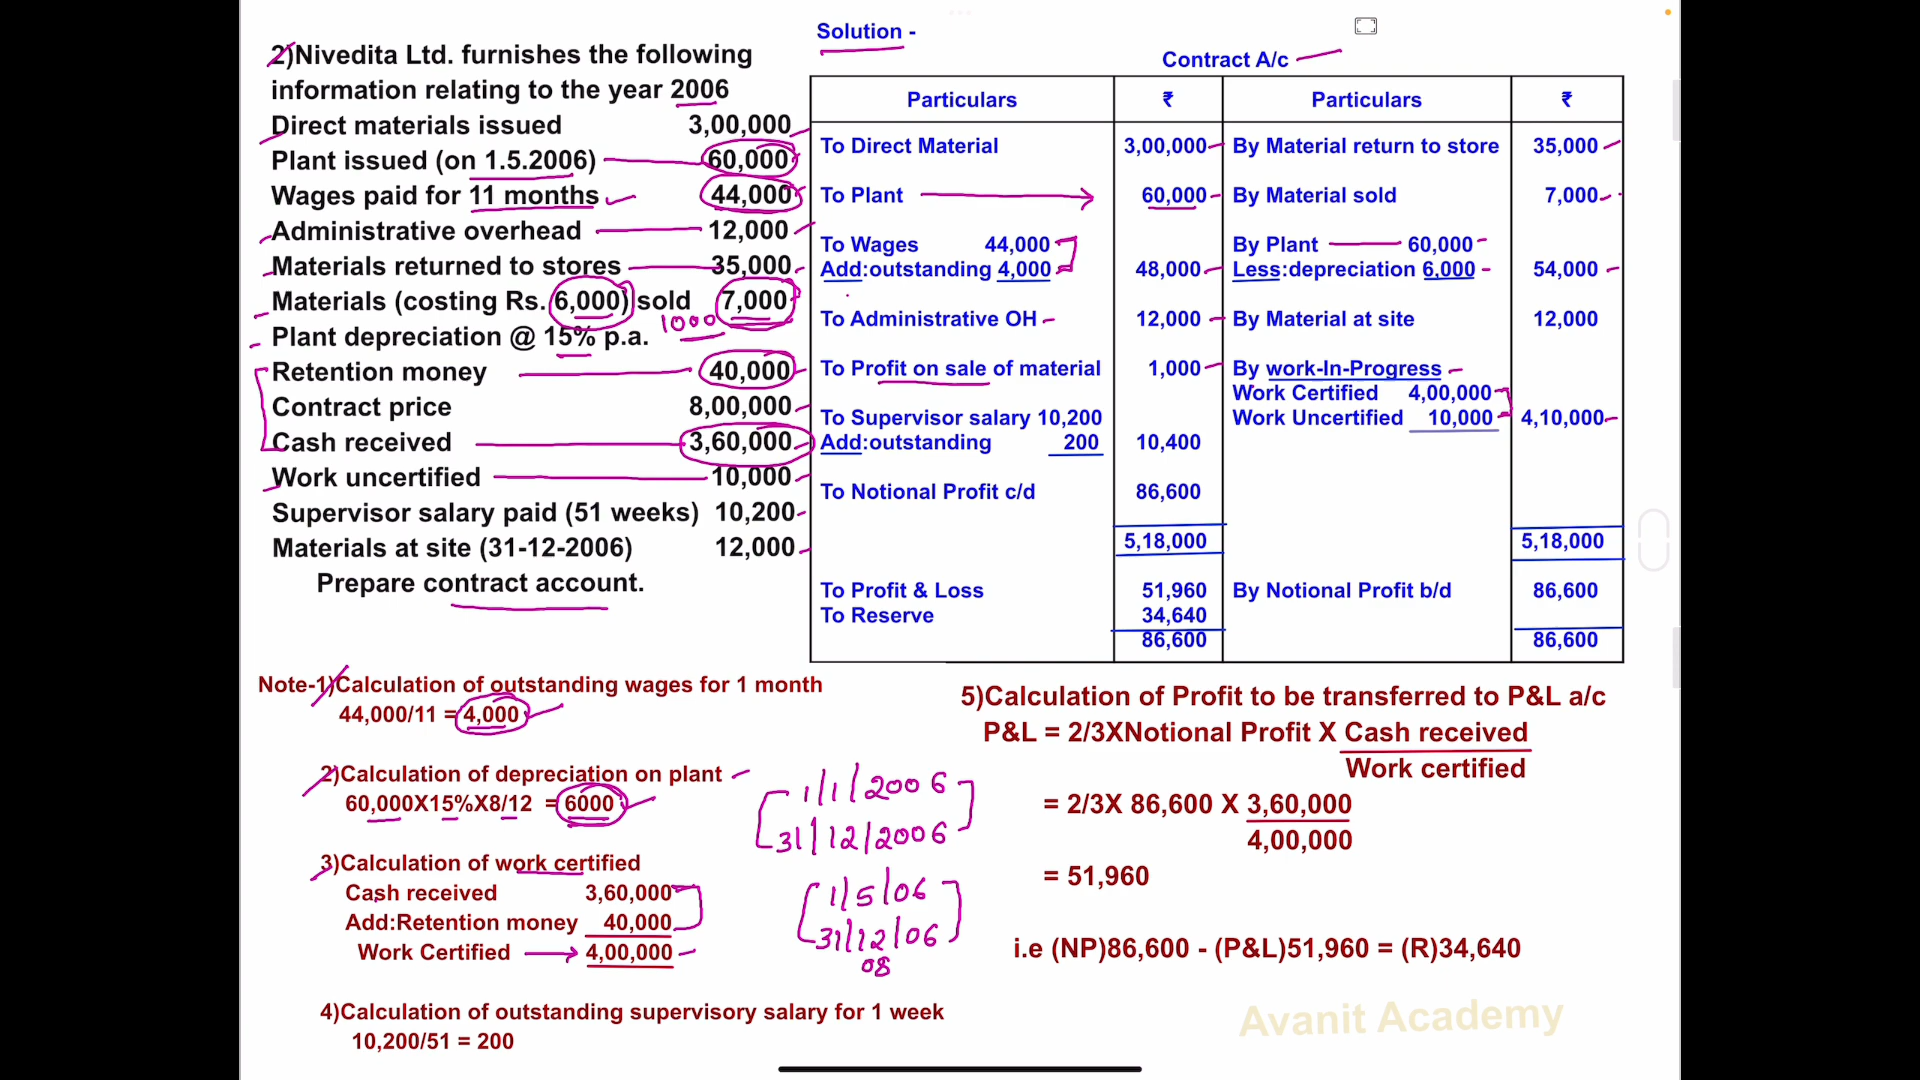 2)Nivedita Ltd. furnishes the following
information relating to the year 2006
Direct materials issued 3,00,000
Plant issued (on 1.5.2006) 60,000
Wages paid for 11 months 44,000
Administrative overhead 12,000
Materials returned to stores 35,000
Materials (costing Rs. 6,000) sold 7,000
1000
Plant depreciation @ 15% p.a.
Retention money 40,000
Contract price 8,00,000
Cash received 3,60,000
Work uncertified 10,000
Supervisor salary paid (51 weeks) 10,200
Materials at site (31-12-2006) 12,000
Prepare contract account.
Solution -
Contract A/c
Particulars ₹ Particulars ₹
To Direct Material 3,00,000 By Material return to store 35,000
To Plant 60,000 By Material sold 7,000
To Wages 44,000 By Plant 60,000
Add:outstanding 4,000 48,000 Less:depreciation 6,000 54,000
To Administrative OH 12,000 By Material at site 12,000
To Profit on sale of material 1,000 By work-In-Progress
Work Certified 4,00,000
To Supervisor salary 10,200 Work Uncertified 10,000 4,10,000
Add:outstanding 200 10,400
To Notional Profit c/d 86,600
5,18,000 5,18,000
To Profit & Loss 51,960 By Notional Profit b/d 86,600
To Reserve 34,640
86,600 86,600
Note-1)Calculation of outstanding wages for 1 month
44,000/11 = 4,000
2)Calculation of depreciation on plant
60,000X15%X8/12 = 6000
1/1/2006
31/12/2006
3)Calculation of work certified
Cash received 3,60,000
Add:Retention money 40,000
Work Certified 4,00,000
1/5/06
31/12/06
08
4)Calculation of outstanding supervisory salary for 1 week
10,200/51 = 200
5)Calculation of Profit to be transferred to P&L a/c
P&L = 2/3XNotional Profit X Cash received
Work certified
= 2/3X 86,600 X 3,60,000
4,00,000
= 51,960
i.e (NP)86,600 - (P&L)51,960 = (R)34,640
Avanit Academy